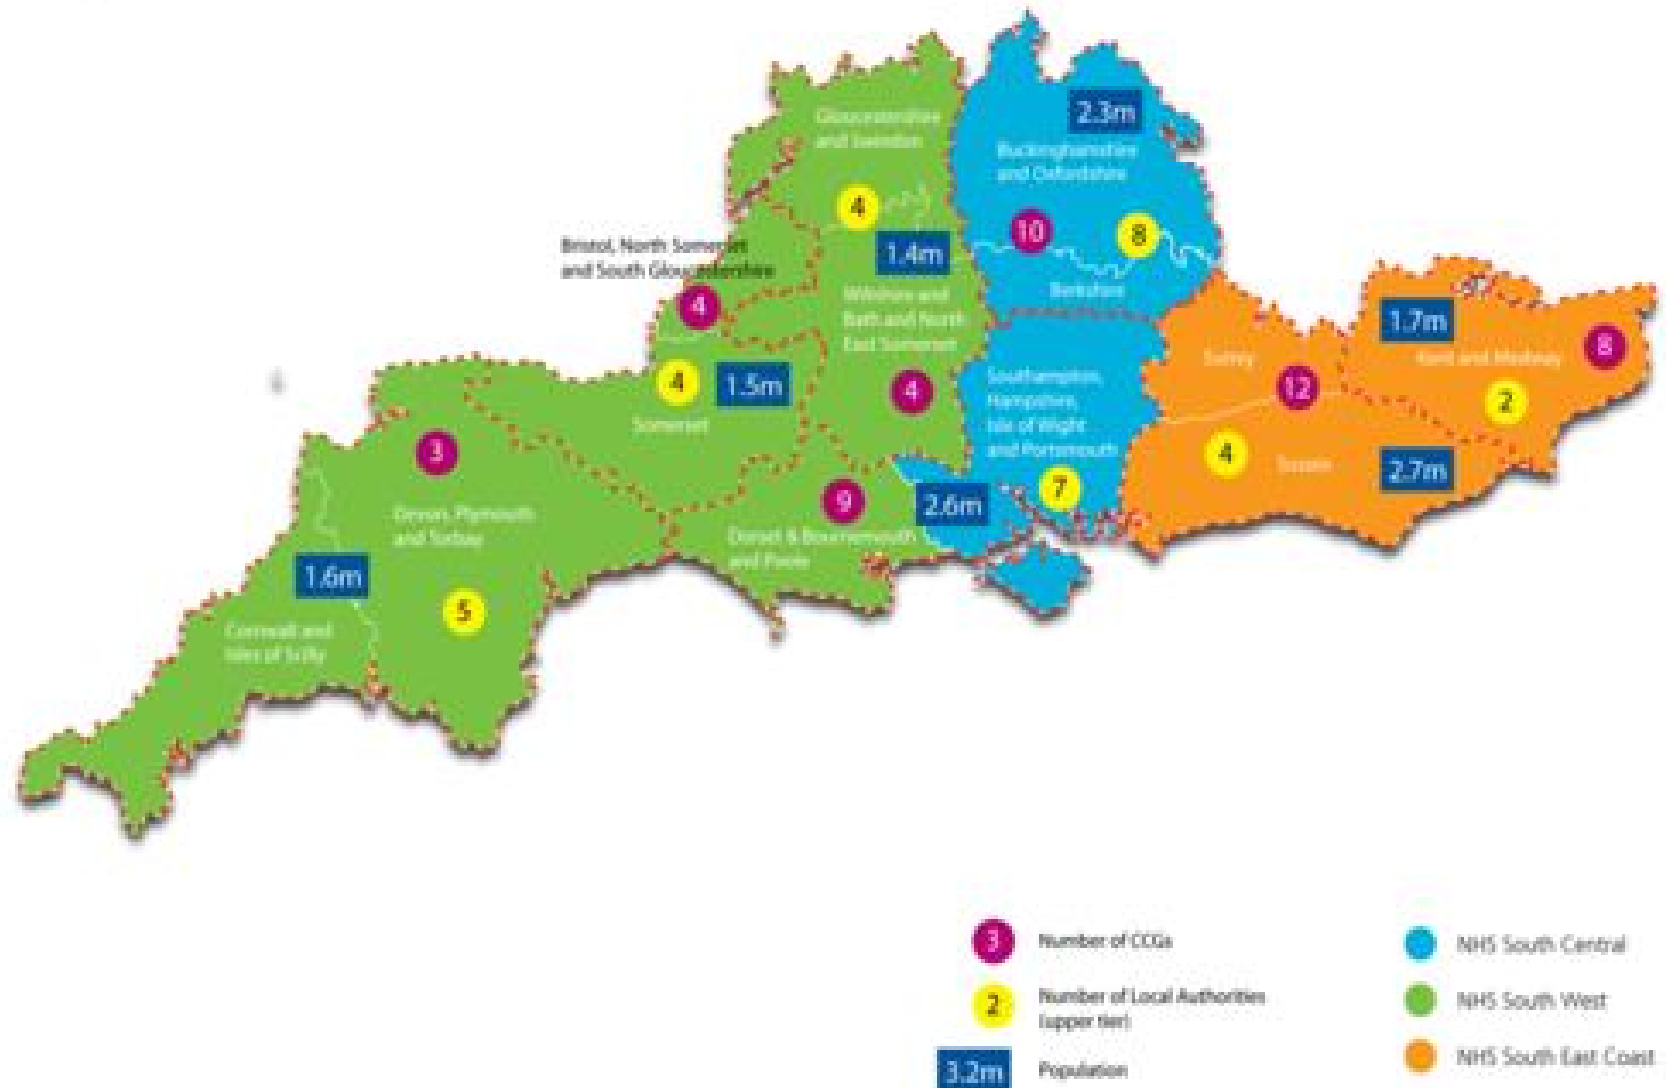 2.3m
Gloucestershire
and Swindon
Buckinghamshire
and Oxfordshire
4
10
8
Bristol, North Somerset
and South Gloucestershire
1.4m
Berkshire
4
Wiltshire and
Bath and North
East Somerset
1.7m
8
Surrey
Kent and Medway
4
1.5m
4
Southampton,
Hampshire,
Isle of Wight
and Portsmouth
12
2
Somerset
3
4
Sussex
2.7m
9
2.6m
7
Devon, Plymouth
and Torbay
Dorset & Bournemouth
and Poole
1.6m
5
Cornwall and
Isles of Scilly
3
Number of CCGs
NHS South Central
2
Number of Local Authorities
(upper tier)
NHS South West
3.2m
Population
NHS South East Coast